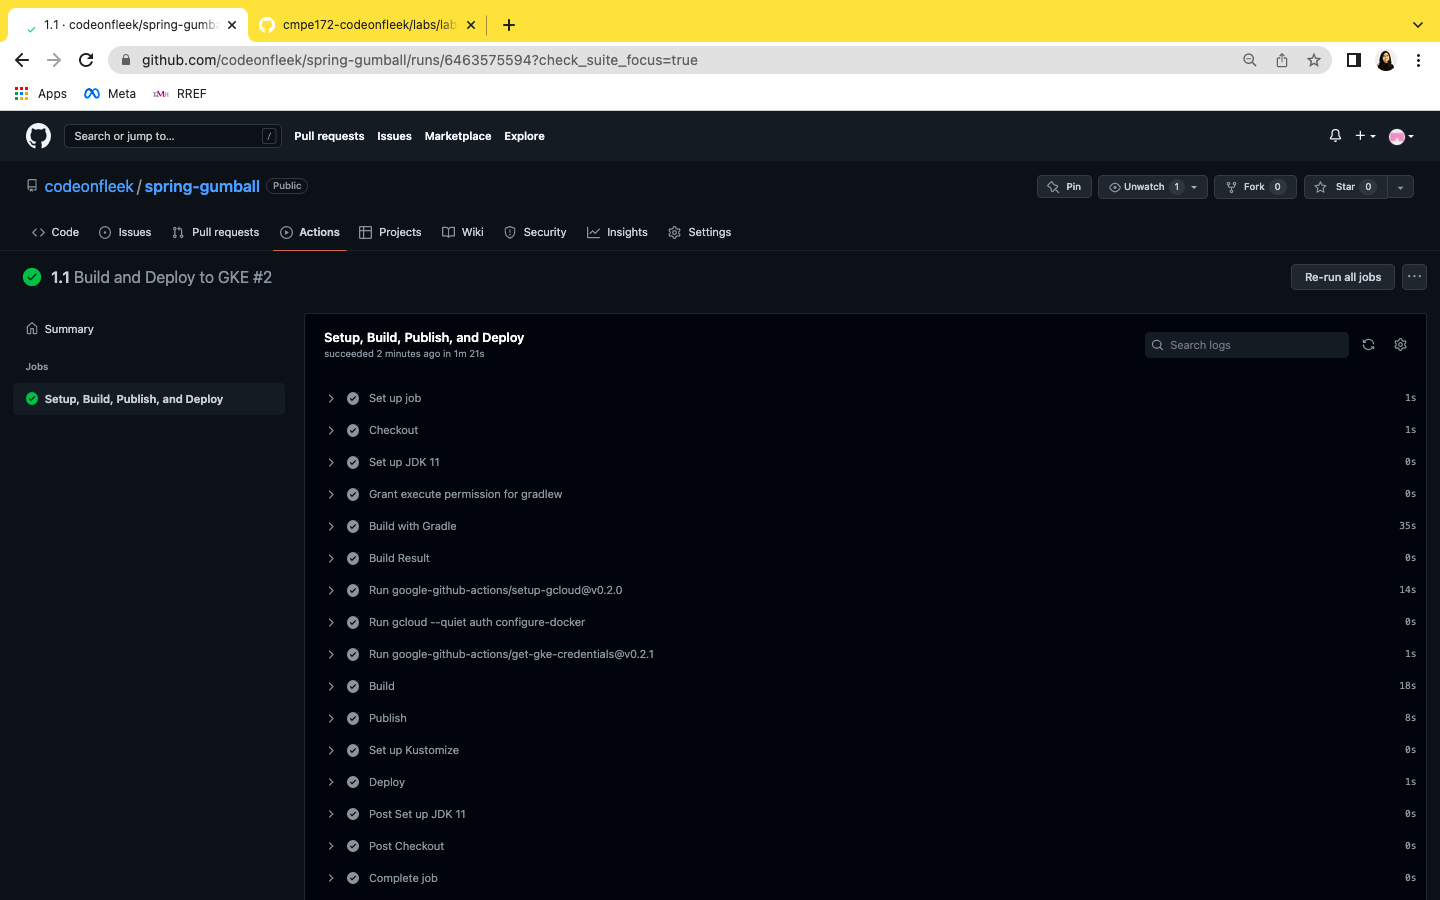 1.1 · codeonfleek/spring-gumba
cmpe172-codeonfleek/labs/lab
github.com/codeonfleek/spring-gumball/runs/6463575594?check_suite_focus=true
Apps
Meta
RREF
Search or jump to...
/
Pull requests
Issues
Marketplace
Explore
codeonfleek / spring-gumball
Public
Pin
Unwatch 1
Fork 0
Star 0
Code
Issues
Pull requests
Actions
Projects
Wiki
Security
Insights
Settings
1.1 Build and Deploy to GKE #2
Re-run all jobs
Summary
Jobs
Setup, Build, Publish, and Deploy
Setup, Build, Publish, and Deploy
succeeded 2 minutes ago in 1m 21s
Search logs
Set up job 1s
Checkout 1s
Set up JDK 11 0s
Grant execute permission for gradlew 0s
Build with Gradle 35s
Build Result 0s
Run google-github-actions/setup-gcloud@v0.2.0 14s
Run gcloud --quiet auth configure-docker 0s
Run google-github-actions/get-gke-credentials@v0.2.1 1s
Build 18s
Publish 8s
Set up Kustomize 0s
Deploy 1s
Post Set up JDK 11 0s
Post Checkout 0s
Complete job 0s